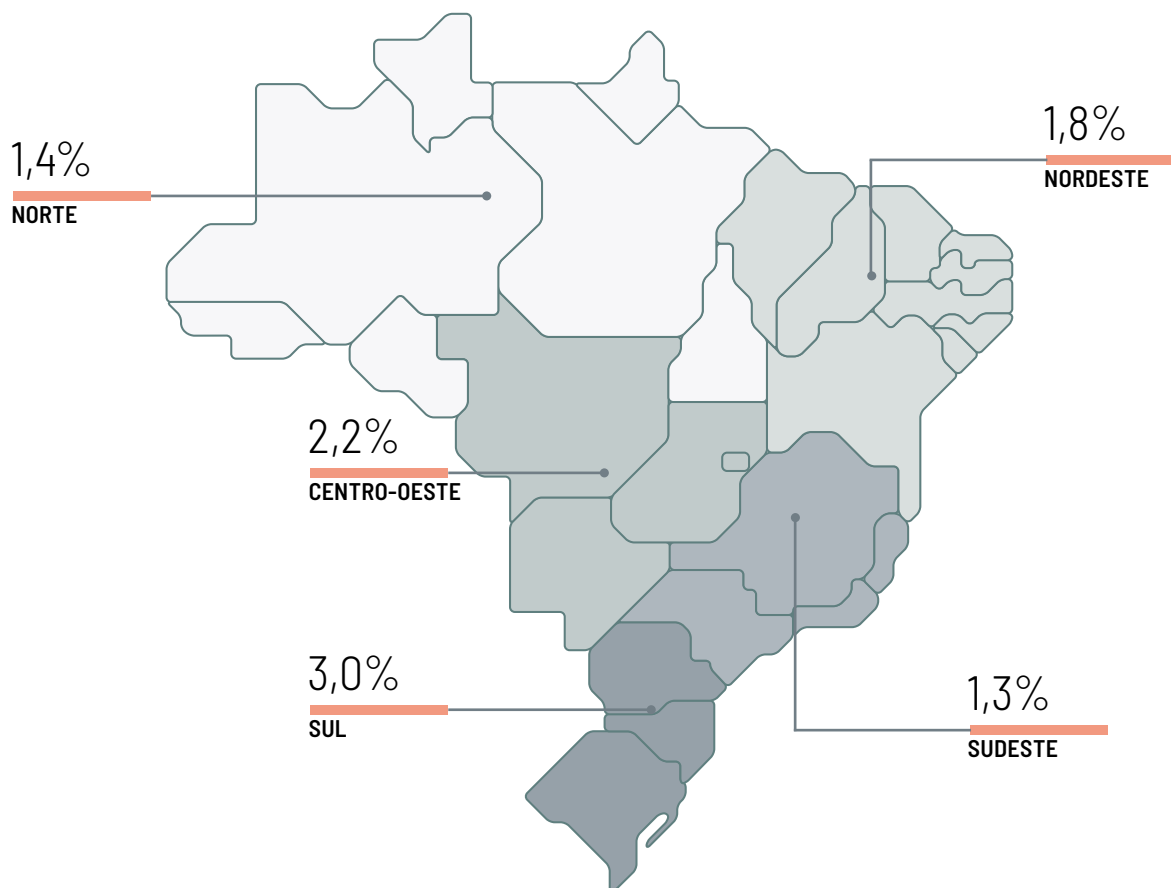 1,8%
NORDESTE
1,4%
NORTE
2,2%
CENTRO-OESTE
3,0%
SUL
1,3%
SUDESTE